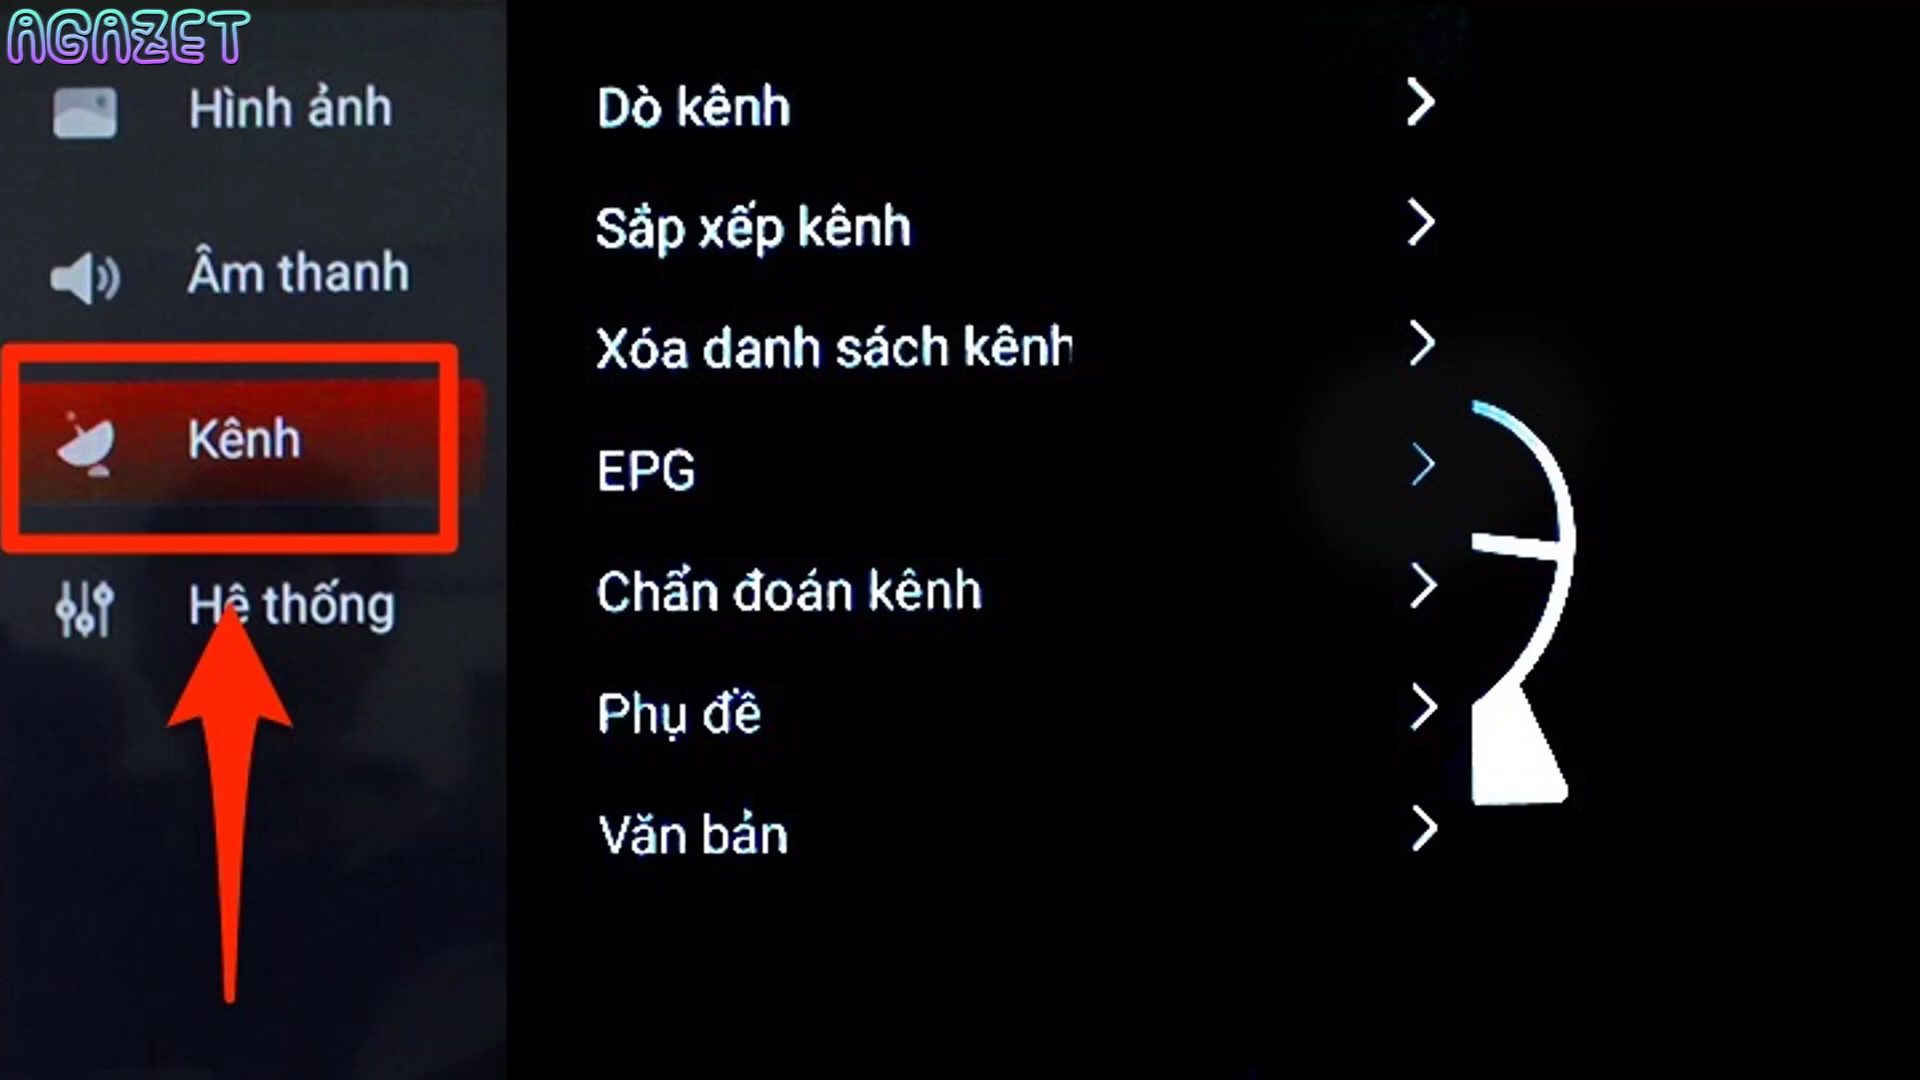 AGAZET
Hình ảnh
Âm thanh
Kênh
Hệ thống
Dò kênh
Sắp xếp kênh
Xóa danh sách kênh
EPG
Chẩn đoán kênh
Phụ đề
Văn bản